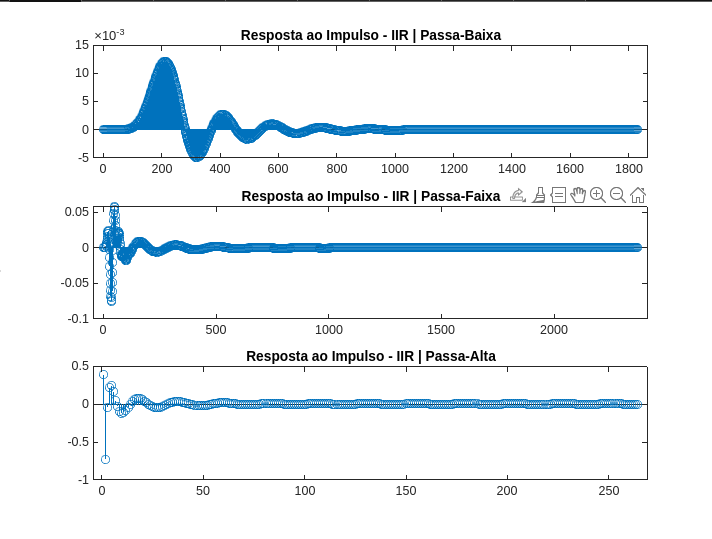 Resposta ao Impulso - IIR | Passa-Baixa
×10-3
15
10
5
0
-5
0 200 400 600 800 1000 1200 1400 1600 1800
Resposta ao Impulso - IIR | Passa-Faixa
0.05
0
-0.05
-0.1
0 500 1000 1500 2000
Resposta ao Impulso - IIR | Passa-Alta
0.5
0
-0.5
-1
0 50 100 150 200 250